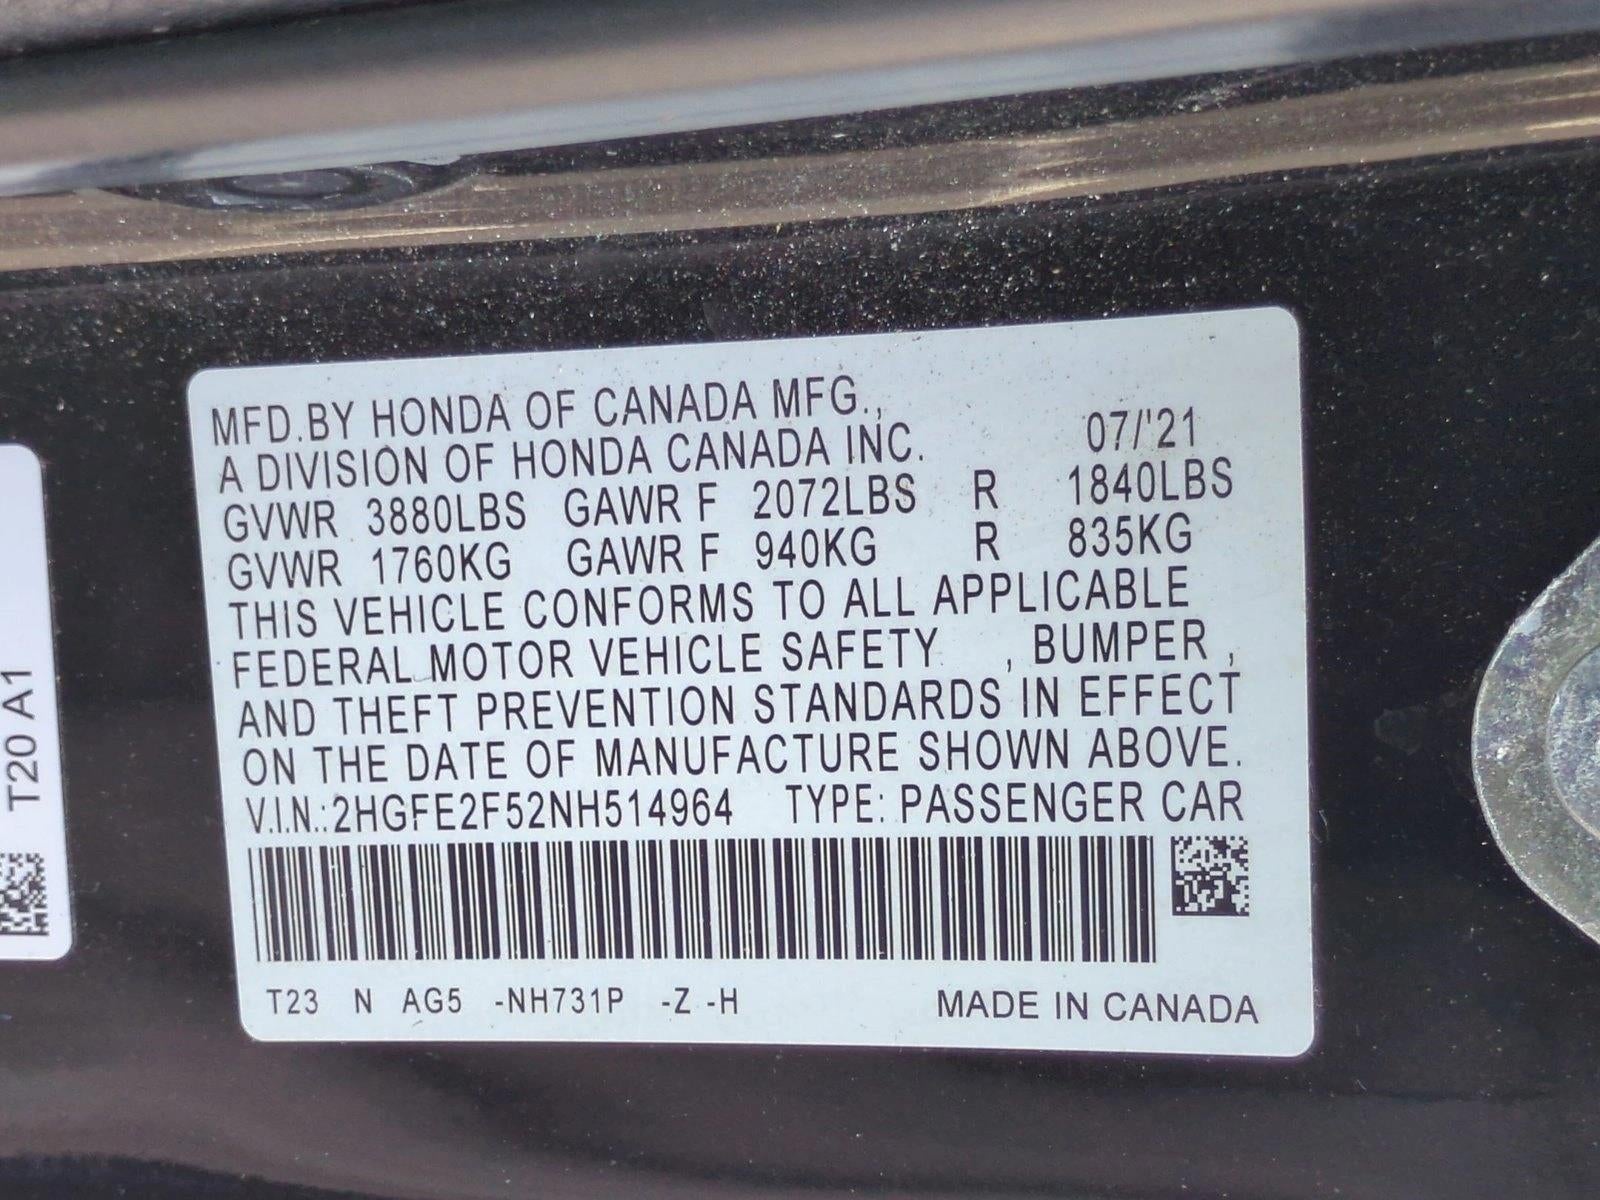 MFD.BY HONDA OF CANADA MFG.,
A DIVISION OF HONDA CANADA INC. 07/'21
GVWR 3880LBS GAWR F 2072LBS R 1840LBS
GVWR 1760KG GAWR F 940KG R 835KG
THIS VEHICLE CONFORMS TO ALL APPLICABLE
FEDERAL MOTOR VEHICLE SAFETY , BUMPER ,
AND THEFT PREVENTION STANDARDS IN EFFECT
ON THE DATE OF MANUFACTURE SHOWN ABOVE.
V.I.N.:2HGFE2F52NH514964 TYPE: PASSENGER CAR
T23 N AG5 -NH731P -Z -H MADE IN CANADA
T20 A1